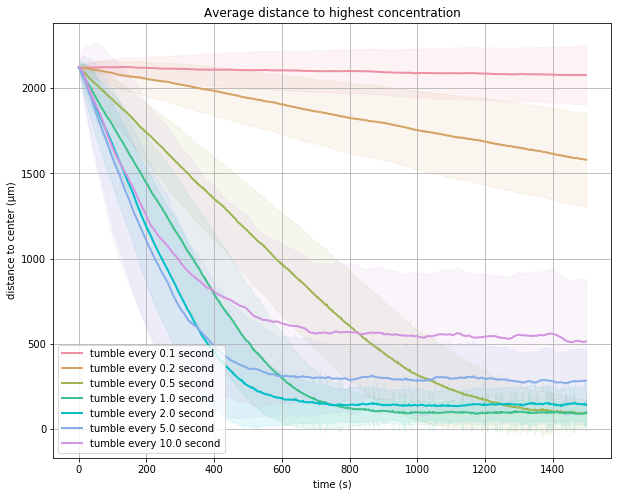 Average distance to highest concentration
distance to center (µm)
2000
1500
1000
500
0
tumble every 0.1 second
tumble every 0.2 second
tumble every 0.5 second
tumble every 1.0 second
tumble every 2.0 second
tumble every 5.0 second
tumble every 10.0 second
0 200 400 600 800 1000 1200 1400
time (s)